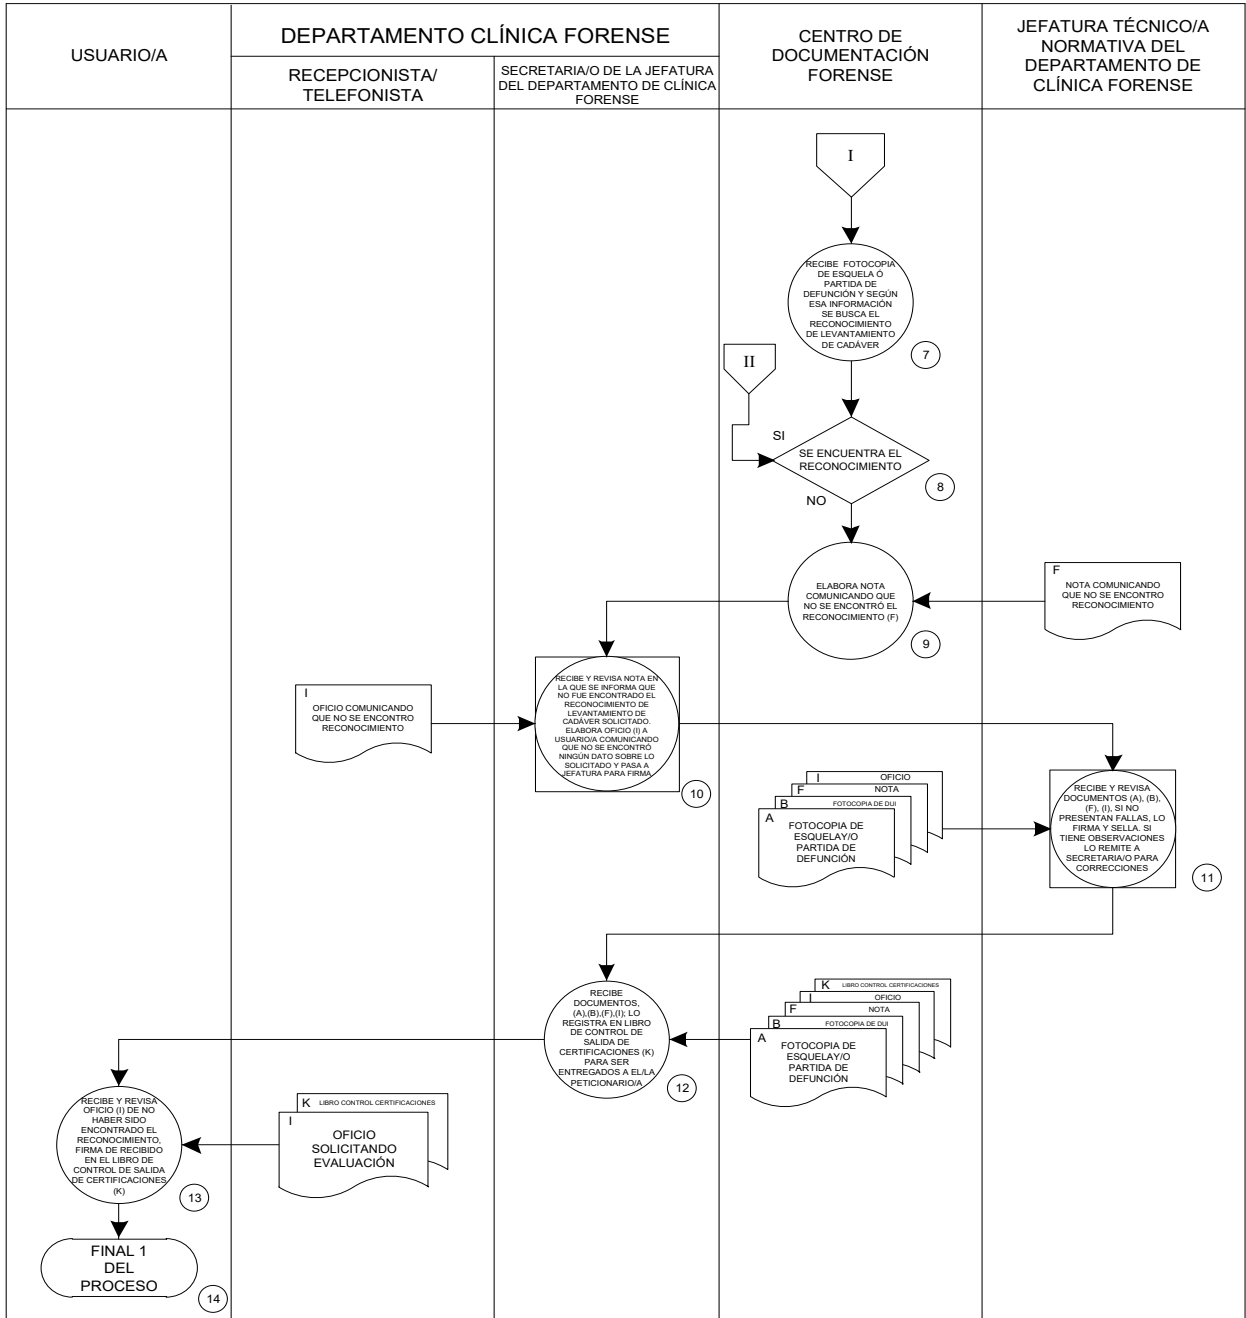 USUARIO/A
DEPARTAMENTO CLÍNICA FORENSE
RECEPCIONISTA/
TELEFONISTA
SECRETARIA/O DE LA JEFATURA
DEL DEPARTAMENTO DE CLÍNICA
FORENSE
CENTRO DE
DOCUMENTACIÓN
FORENSE
JEFATURA TÉCNICO/A
NORMATIVA DEL
DEPARTAMENTO DE
CLÍNICA FORENSE
I
RECIBE FOTOCOPIA
DE ESQUELA Ó
PARTIDA DE
DEFUNCIÓN Y SEGÚN
ESA INFORMACIÓN
SE BUSCA EL
RECONOCIMIENTO
DE LEVANTAMIENTO
DE CADÁVER
7
II
SI
SE ENCUENTRA EL
RECONOCIMIENTO
8
NO
ELABORA NOTA
COMUNICANDO QUE
NO SE ENCONTRÓ EL
RECONOCIMIENTO (F)
9
F
NOTA COMUNICANDO
QUE NO SE ENCONTRO
RECONOCIMIENTO
I
OFICIO COMUNICANDO
QUE NO SE ENCONTRO
RECONOCIMIENTO
RECIBE Y REVISA NOTA EN
LA QUE SE INFORMA QUE
NO FUE ENCONTRADO EL
RECONOCIMIENTO DE
LEVANTAMIENTO DE
CADÁVER SOLICITADO.
ELABORA OFICIO (I) A
USUARIO/A COMUNICANDO
QUE NO SE ENCONTRÓ
NINGÚN DATO SOBRE LO
SOLICITADO Y PASA A
JEFATURA PARA FIRMA
10
I OFICIO
F NOTA
B FOTOCOPIA DE DUI
A
FOTOCOPIA DE
ESQUELAY/O
PARTIDA DE
DEFUNCIÓN
RECIBE Y REVISA
DOCUMENTOS (A), (B),
(F), (I), SI NO
PRESENTAN FALLAS, LO
FIRMA Y SELLA. SI
TIENE OBSERVACIONES
LO REMITE A
SECRETARIA/O PARA
CORRECCIONES
11
RECIBE
DOCUMENTOS,
(A),(B),(F),(I); LO
REGISTRA EN LIBRO
DE CONTROL DE
SALIDA DE
CERTIFICACIONES (K)
PARA SER
ENTREGADOS A EL/LA
PETICIONARIO/A
12
K LIBRO CONTROL CERTIFICACIONES
I OFICIO
F NOTA
B FOTOCOPIA DE DUI
A
FOTOCOPIA DE
ESQUELAY/O
PARTIDA DE
DEFUNCIÓN
RECIBE Y REVISA
OFICIO (I) DE NO
HABER SIDO
ENCONTRADO EL
RECONOCIMIENTO,
FIRMA DE RECIBIDO
EN EL LIBRO DE
CONTROL DE SALIDA
DE CERTIFICACIONES
(K)
13
K LIBRO CONTROL CERTIFICACIONES
I
OFICIO
SOLICITANDO
EVALUACIÓN
FINAL 1
DEL
PROCESO
14